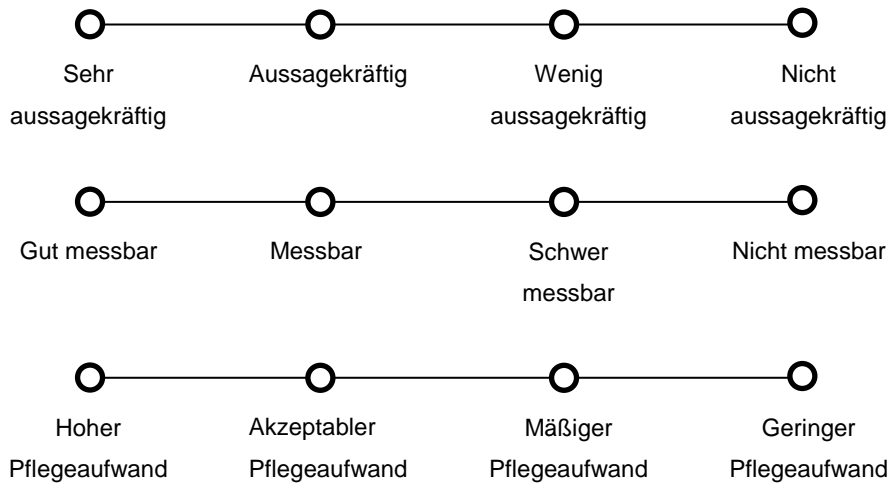 Sehr Aussagekräftig Wenig Nicht
aussagekräftig aussagekräftig aussagekräftig
Gut messbar Messbar Schwer Nicht messbar
messbar
Hoher Akzeptabler Mäßiger Geringer
Pflegeaufwand Pflegeaufwand Pflegeaufwand Pflegeaufwand